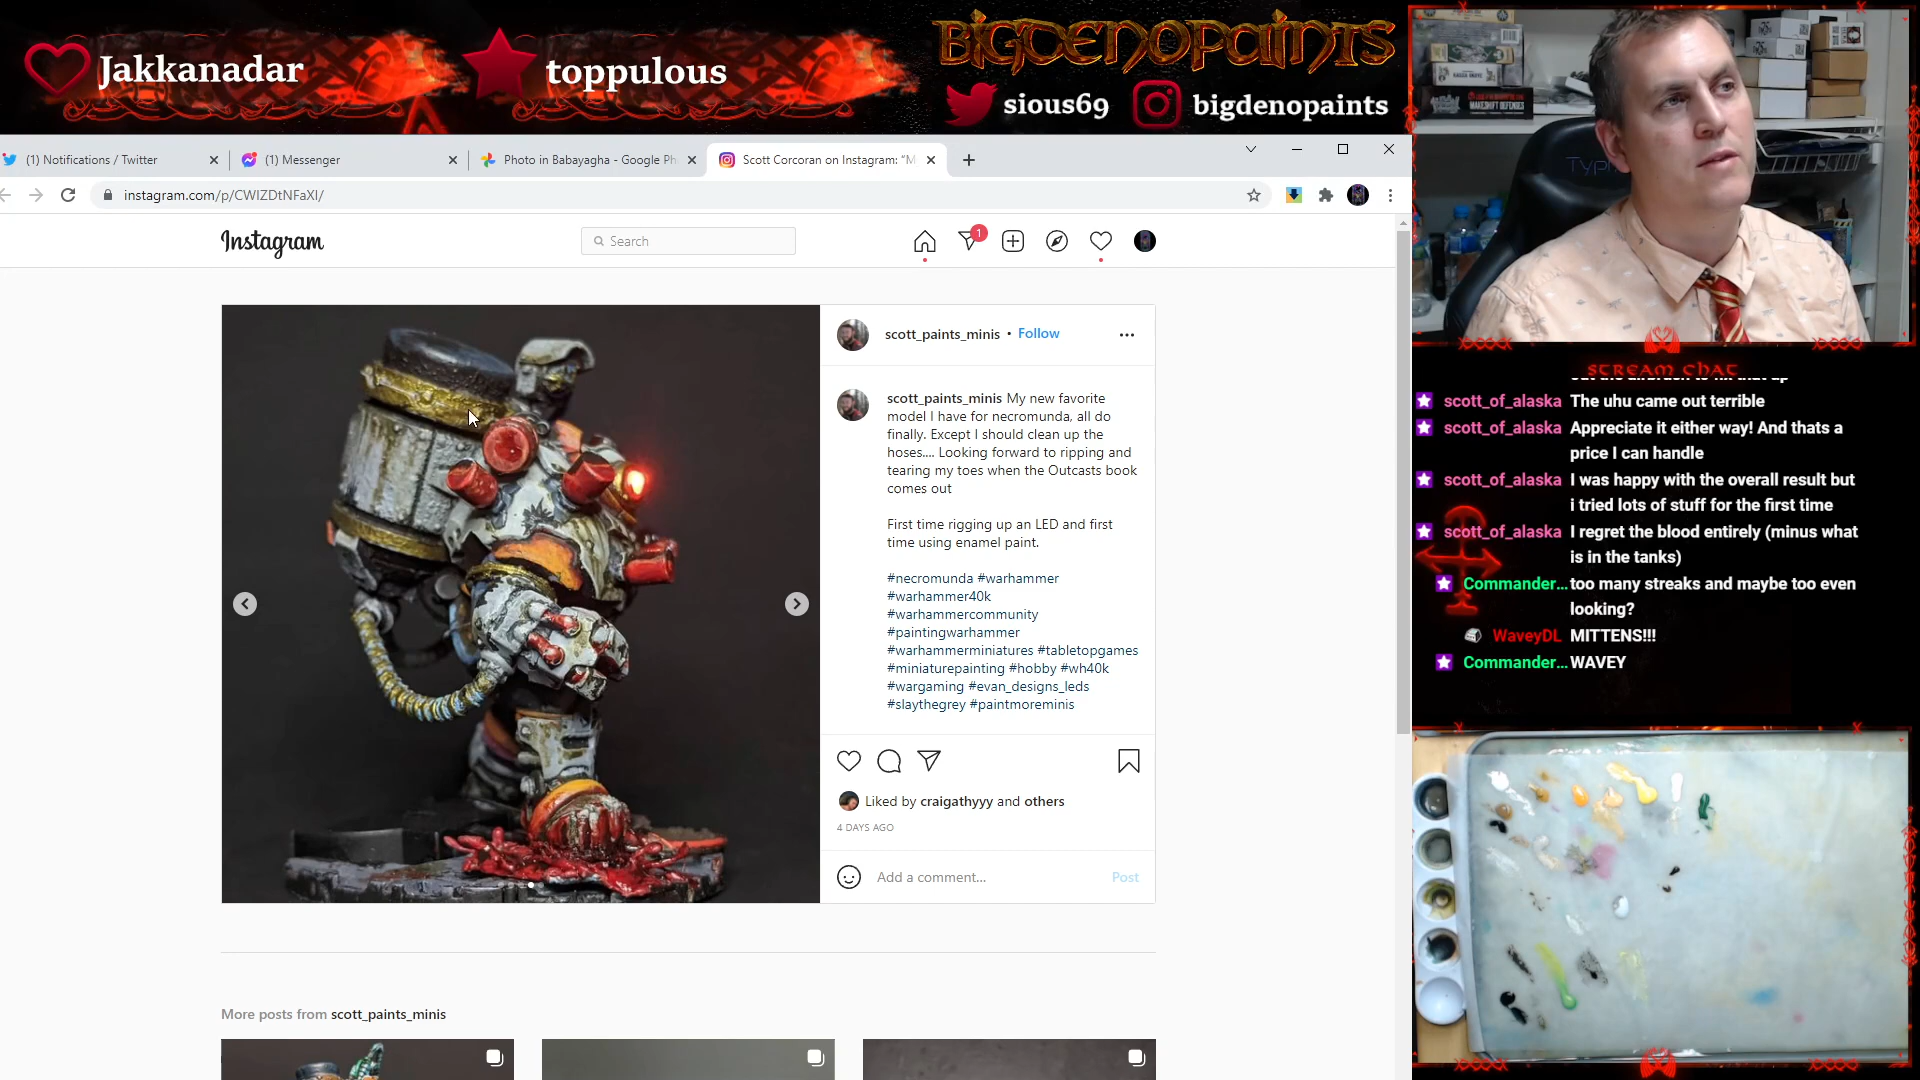 Jakkanadar
toppulous
BIGDENOPAINTS
sious69
bigdenopaints
(1) Notifications / Twitter
(1) Messenger
Photo in Babayagha - Google Ph
Scott Corcoran on Instagram: “M
instagram.com/p/CWIZDtNFaXI/
Instagram
Search
1
scott_paints_minis • Follow
scott_paints_minis My new favorite
model I have for necromunda, all do
finally. Except I should clean up the
hoses.... Looking forward to ripping and
tearing my toes when the Outcasts book
comes out
First time rigging up an LED and first
time using enamel paint.
#necromunda #warhammer
#warhammer40k
#warhammercommunity
#paintingwarhammer
#warhammerminiatures #tabletopgames
#miniaturepainting #hobby #wh40k
#wargaming #evan_designs_leds
#slaythegrey #paintmoreminis
Liked by craigathyyy and others
4 DAYS AGO
Add a comment...
Post
More posts from scott_paints_minis
STREAM CHAT
scott_of_alaska The uhu came out terrible
scott_of_alaska Appreciate it either way! And thats a
price I can handle
scott_of_alaska I was happy with the overall result but
i tried lots of stuff for the first time
scott_of_alaska I regret the blood entirely (minus what
is in the tanks)
Commander... too many streaks and maybe too even
looking?
WaveyDL MITTENS!!!
Commander... WAVEY